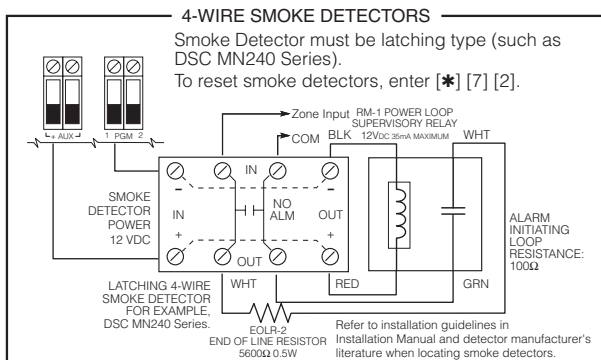 4-WIRE SMOKE DETECTORS
Smoke Detector must be latching type (such as
DSC MN240 Series).
To reset smoke detectors, enter [✱] [7] [2].
+ AUX -
1 PGM 2
Zone Input
COM
RM-1 POWER LOOP
SUPERVISORY RELAY
12VDC 35mA MAXIMUM
BLK
WHT
SMOKE
DETECTOR
POWER
12 VDC
-
IN
-
IN
+
NO
ALM
OUT
+
OUT
ALARM
INITIATING
LOOP
RESISTANCE:
100Ω
WHT
RED
GRN
LATCHING 4-WIRE
SMOKE DETECTOR
FOR EXAMPLE,
DSC MN240 Series.
EOLR-2
END OF LINE RESISTOR
5600Ω 0.5W
Refer to installation guidelines in
Installation Manual and detector manufacturer's
literature when locating smoke detectors.